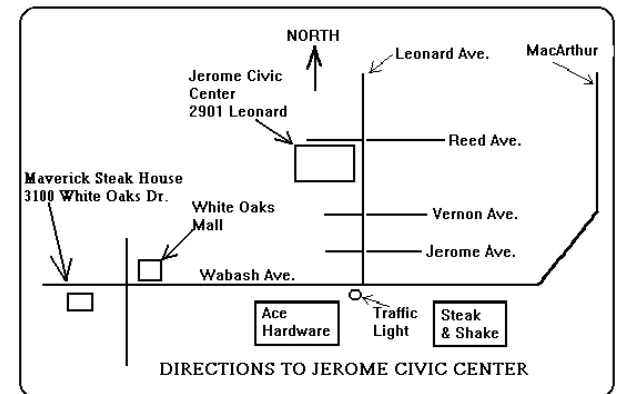 NORTH
Leonard Ave.
MacArthur
Jerome Civic
Center
2901 Leonard
Reed Ave.
Maverick Steak House
3100 White Oaks Dr.
White Oaks
Mall
Vernon Ave.
Jerome Ave.
Wabash Ave.
Ace
Hardware
Traffic
Light
Steak
& Shake
DIRECTIONS TO JEROME CIVIC CENTER